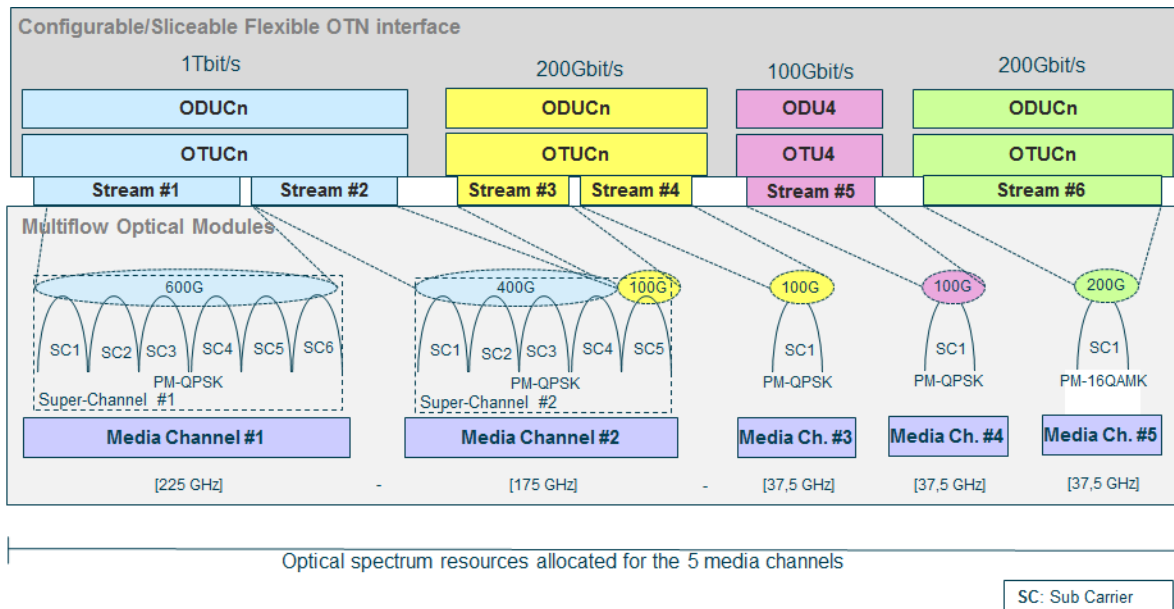 Configurable/Sliceable Flexible OTN interface
1Tbit/s 200Gbit/s 100Gbit/s 200Gbit/s
ODUCn ODUCn ODU4 ODUCn
OTUCn OTUCn OTU4 OTUCn
Stream #1 Stream #2 Stream #3 Stream #4 Stream #5 Stream #6
Multiflow Optical Modules
600G 400G 100G 100G 100G 200G
SC1 SC2 SC3 SC4 SC5 SC6 SC1 SC2 SC3 SC4 SC5 SC1 SC1 SC1
PM-QPSK PM-QPSK PM-QPSK PM-QPSK PM-16QAMK
Super-Channel #1 Super-Channel #2
Media Channel #1 Media Channel #2 Media Ch. #3 Media Ch. #4 Media Ch. #5
[225 GHz] - [175 GHz] - [37,5 GHz] [37,5 GHz] [37,5 GHz]
Optical spectrum resources allocated for the 5 media channels
SC: Sub Carrier